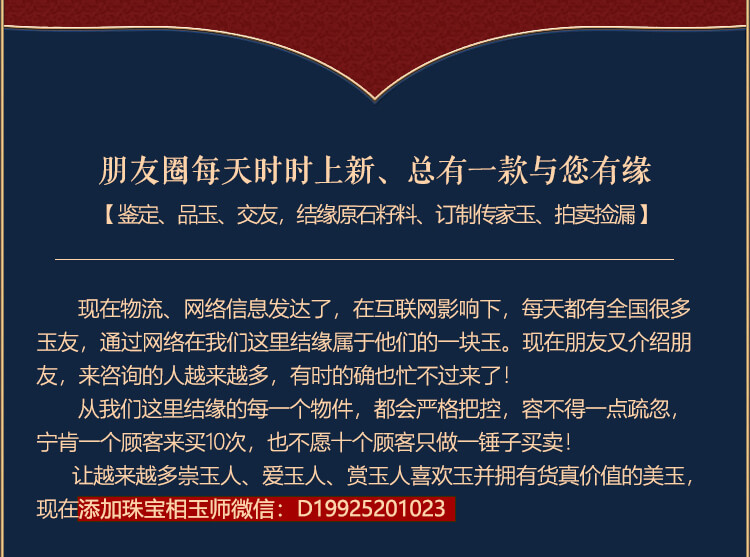 朋友圈每天时时上新、总有一款与您有缘
【鉴定、品玉、交友，结缘原石籽料、订制传家玉、拍卖捡漏】
现在物流、网络信息发达了，在互联网影响下，每天都有全国很多
玉友，通过网络在我们这里结缘属于他们的一块玉。现在朋友又介绍朋
友，来咨询的人越来越多，有时的确也忙不过来了！
从我们这里结缘的每一个物件，都会严格把控，容不得一点疏忽，
宁肯一个顾客来买10次，也不愿十个顾客只做一锤子买卖！
让越来越多崇玉人、爱玉人、赏玉人喜欢玉并拥有货真价值的美玉，
现在添加珠宝相玉师微信：D19925201023